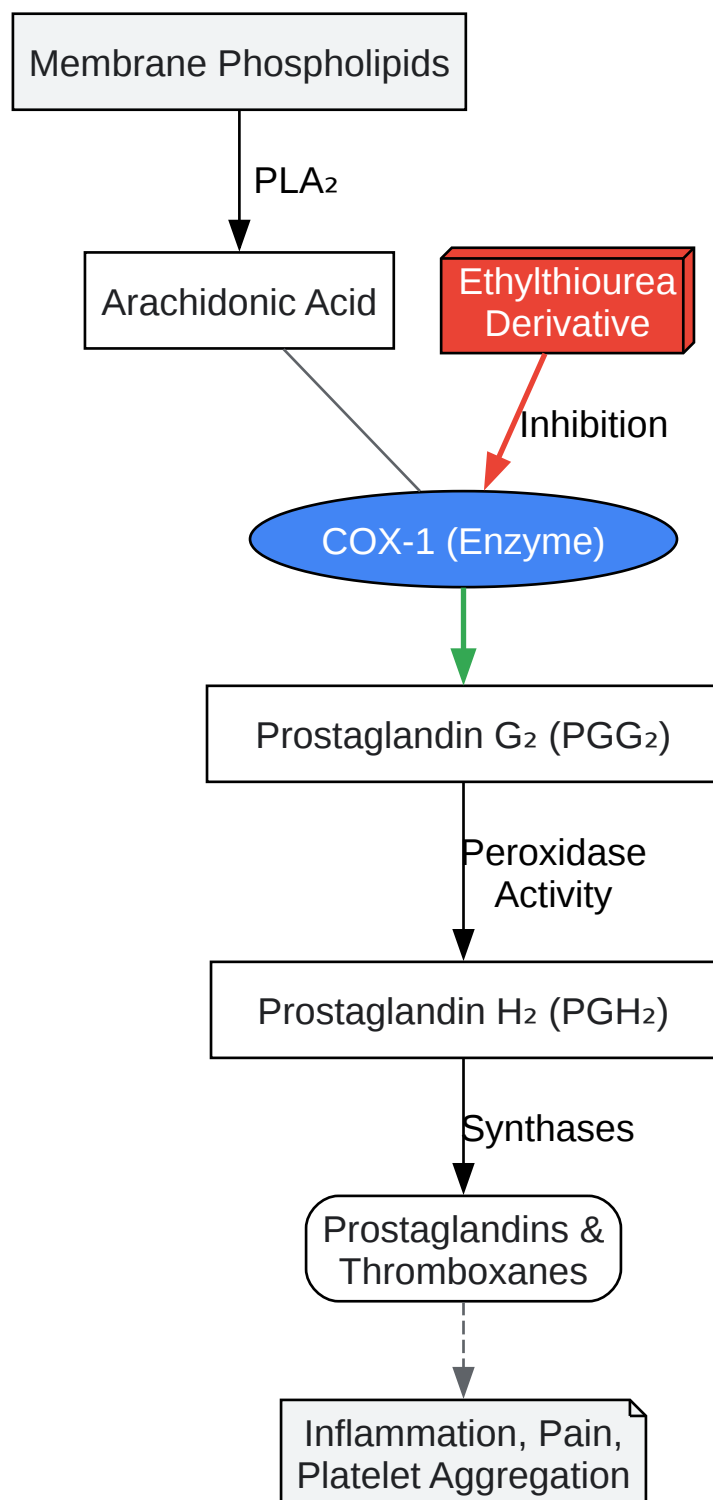 Membrane Phospholipids
PLA₂
Arachidonic Acid
Ethylthiourea
Derivative
Inhibition
COX-1 (Enzyme)
Prostaglandin G₂ (PGG₂)
Peroxidase
Activity
Prostaglandin H₂ (PGH₂)
Synthases
Prostaglandins &
Thromboxanes
Inflammation, Pain,
Platelet Aggregation